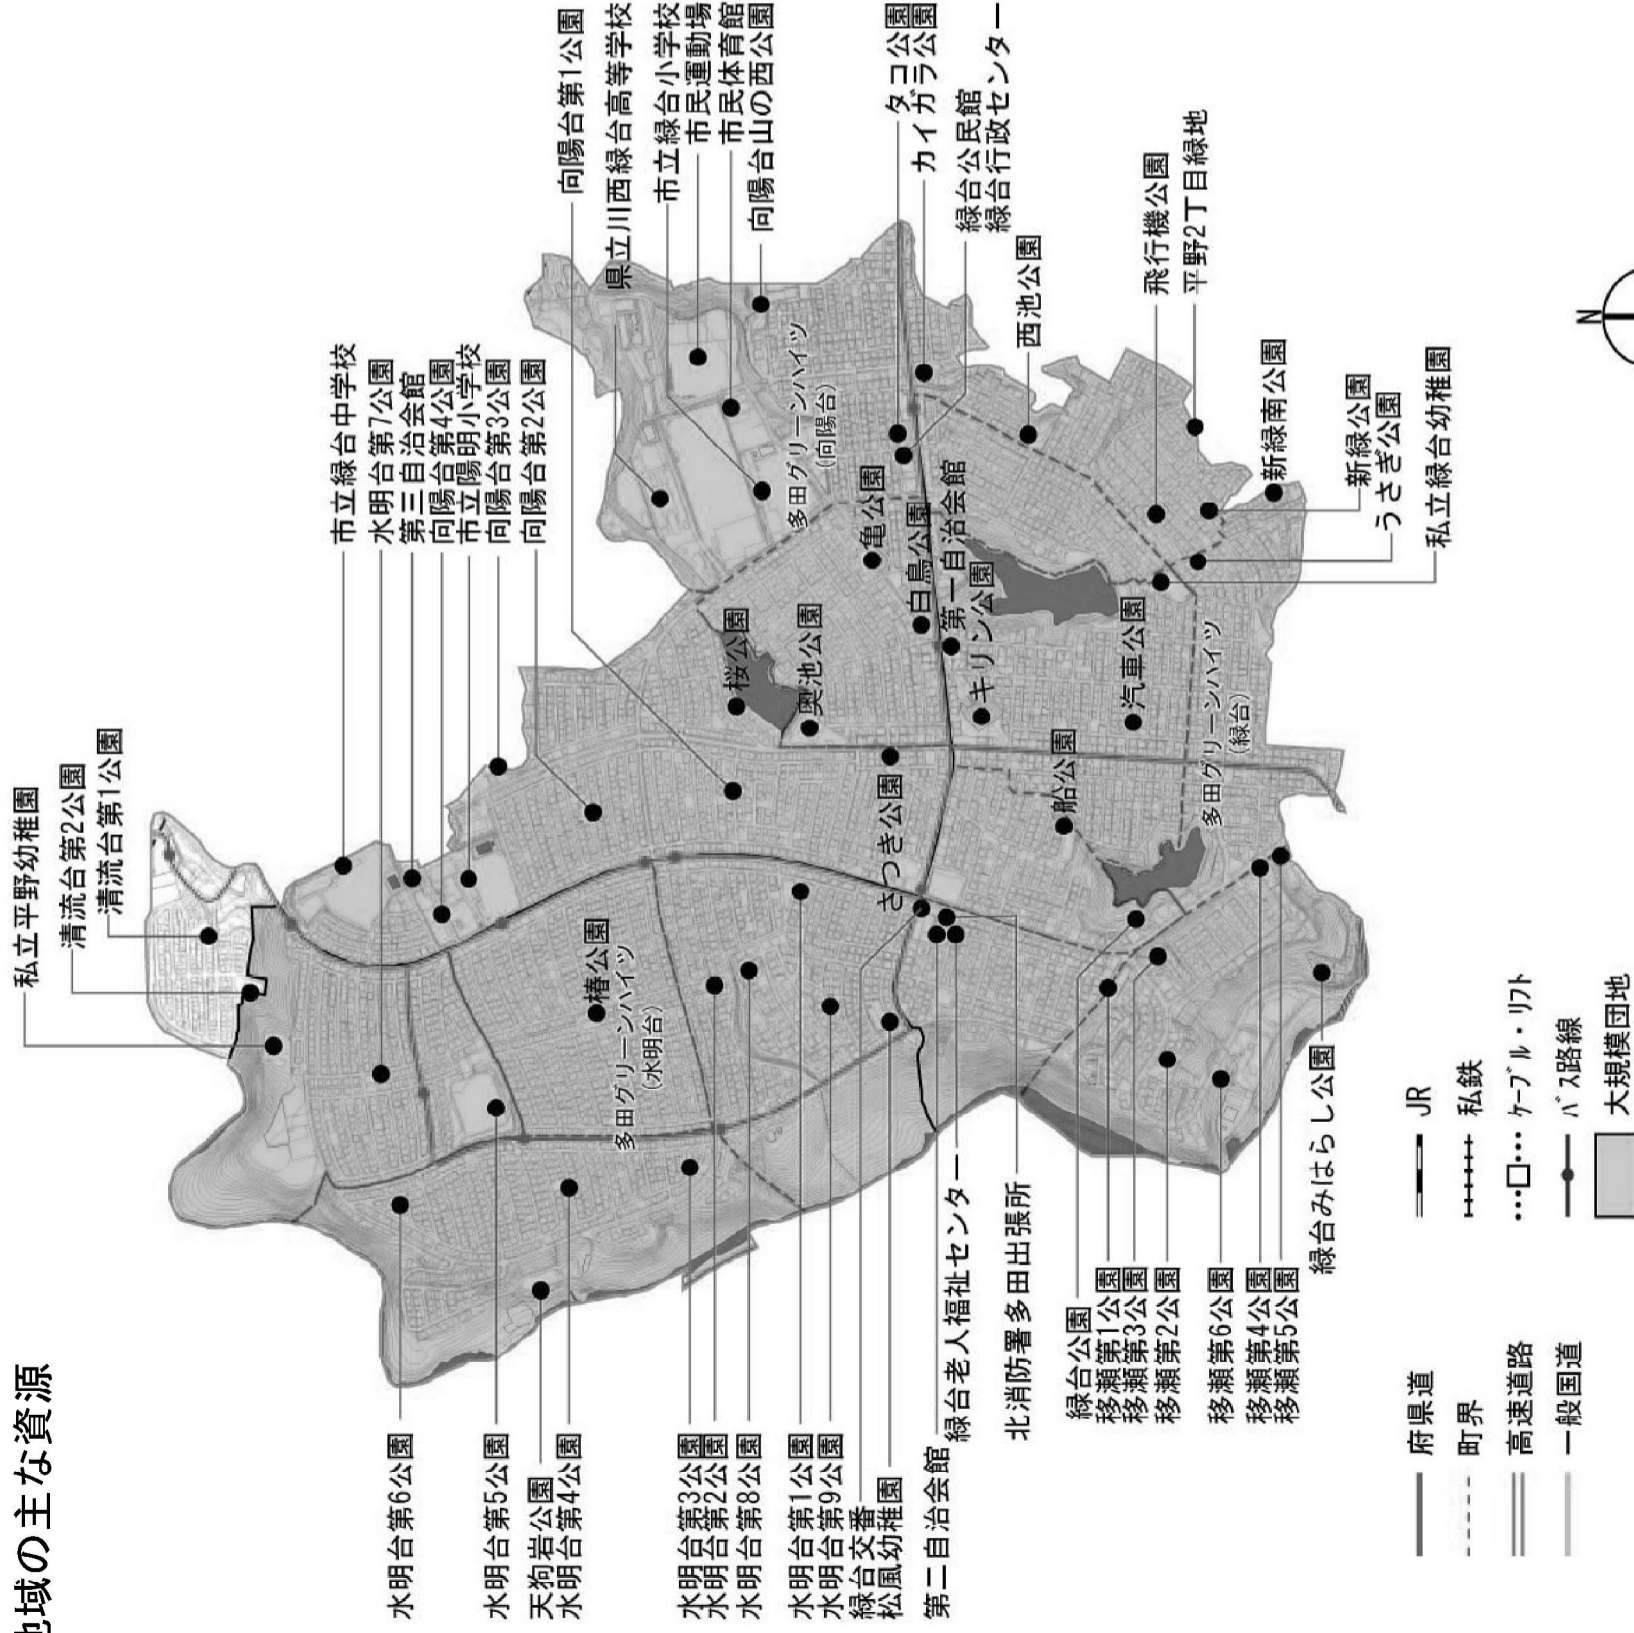 地域の主な資源
私立平野幼稚園
清流台第2公園
清流台第1公園
市立緑台中学校
水明台第7公園
第三自治会館
向陽台第4公園
市立陽明小学校
向陽台第3公園
向陽台第2公園
向陽台第1公園
県立川西緑台高等学校
市立緑台小学校
市民運動場
市民体育館
向陽台山の西公園
タコ公園
カイガラ公園
緑台公民館
緑台行政センター
西池公園
飛行機公園
平野2丁目緑地
新緑南公園
新緑公園
うさぎ公園
私立緑台幼稚園
多田グリーンハイツ
(向陽台)
亀公園
白鳥公園
第一自治会館
キリン公園
桜公園
奥池公園
汽車公園
多田グリーンハイツ
(緑台)
船公園
さつき公園
椿公園
多田グリーンハイツ
(水明台)
水明台第6公園
水明台第5公園
天狗岩公園
水明台第4公園
水明台第3公園
水明台第2公園
水明台第8公園
水明台第1公園
水明台第9公園
緑台交番
松風幼稚園
第二自治会館
緑台老人福祉センター
北消防署多田出張所
緑台公園
移瀬第1公園
移瀬第3公園
移瀬第2公園
移瀬第6公園
移瀬第4公園
移瀬第5公園
緑台みはらし公園
N
府県道
町界
高速道路
一般国道
JR
私鉄
ｹｰﾌﾞﾙ・ﾘﾌﾄ
ﾊﾞｽ路線
大規模団地